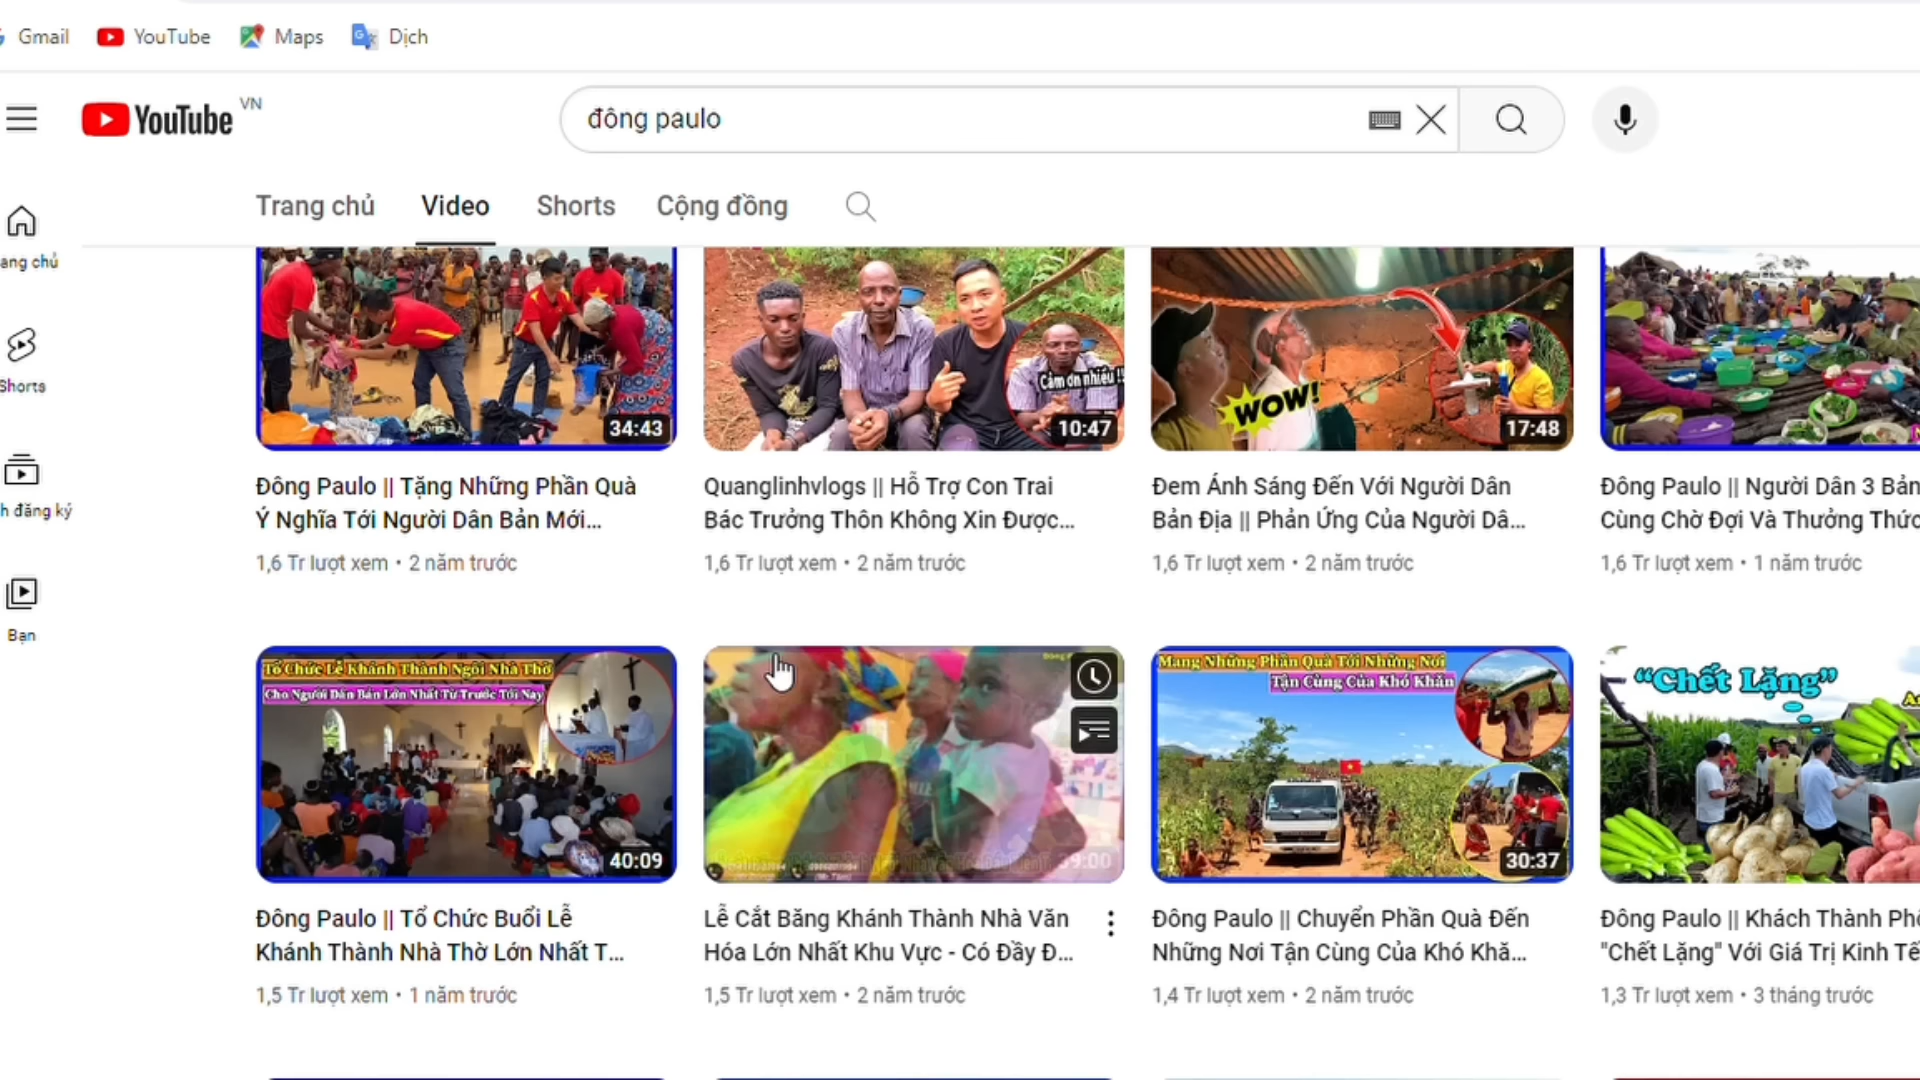 Gmail
YouTube
Maps
Dịch
YouTube VN
đông paulo
Trang chủ
Video
Shorts
Cộng đồng
ang chủ
Shorts
h đăng ký
Bạn
34:43
Cảm ơn nhiều !!
10:47
WOW!
17:48
Đông Paulo || Tặng Những Phần Quà
Ý Nghĩa Tới Người Dân Bản Mới...
1,6 Tr lượt xem • 2 năm trước
Quanglinhvlogs || Hỗ Trợ Con Trai
Bác Trưởng Thôn Không Xin Được...
1,6 Tr lượt xem • 2 năm trước
Đem Ánh Sáng Đến Với Người Dân
Bản Địa || Phản Ứng Của Người Dâ...
1,6 Tr lượt xem • 2 năm trước
Đông Paulo || Người Dân 3 Bản
Cùng Chờ Đợi Và Thưởng Thức
1,6 Tr lượt xem • 1 năm trước
Tổ Chức Lễ Khánh Thành Ngôi Nhà Thờ
Cho Người Dân Bản Lớn Nhất Từ Trước Tới Nay
40:09
39:00
Mang Những Phần Quà Tới Những Nơi
Tận Cùng Của Khó Khăn
30:37
“Chết Lặng”
Đông Paulo || Tổ Chức Buổi Lễ
Khánh Thành Nhà Thờ Lớn Nhất T...
1,5 Tr lượt xem • 1 năm trước
Lễ Cắt Băng Khánh Thành Nhà Văn
Hóa Lớn Nhất Khu Vực - Có Đầy Đ...
1,5 Tr lượt xem • 2 năm trước
Đông Paulo || Chuyển Phần Quà Đến
Những Nơi Tận Cùng Của Khó Khă...
1,4 Tr lượt xem • 2 năm trước
Đông Paulo || Khách Thành Phố
"Chết Lặng" Với Giá Trị Kinh Tế
1,3 Tr lượt xem • 3 tháng trước